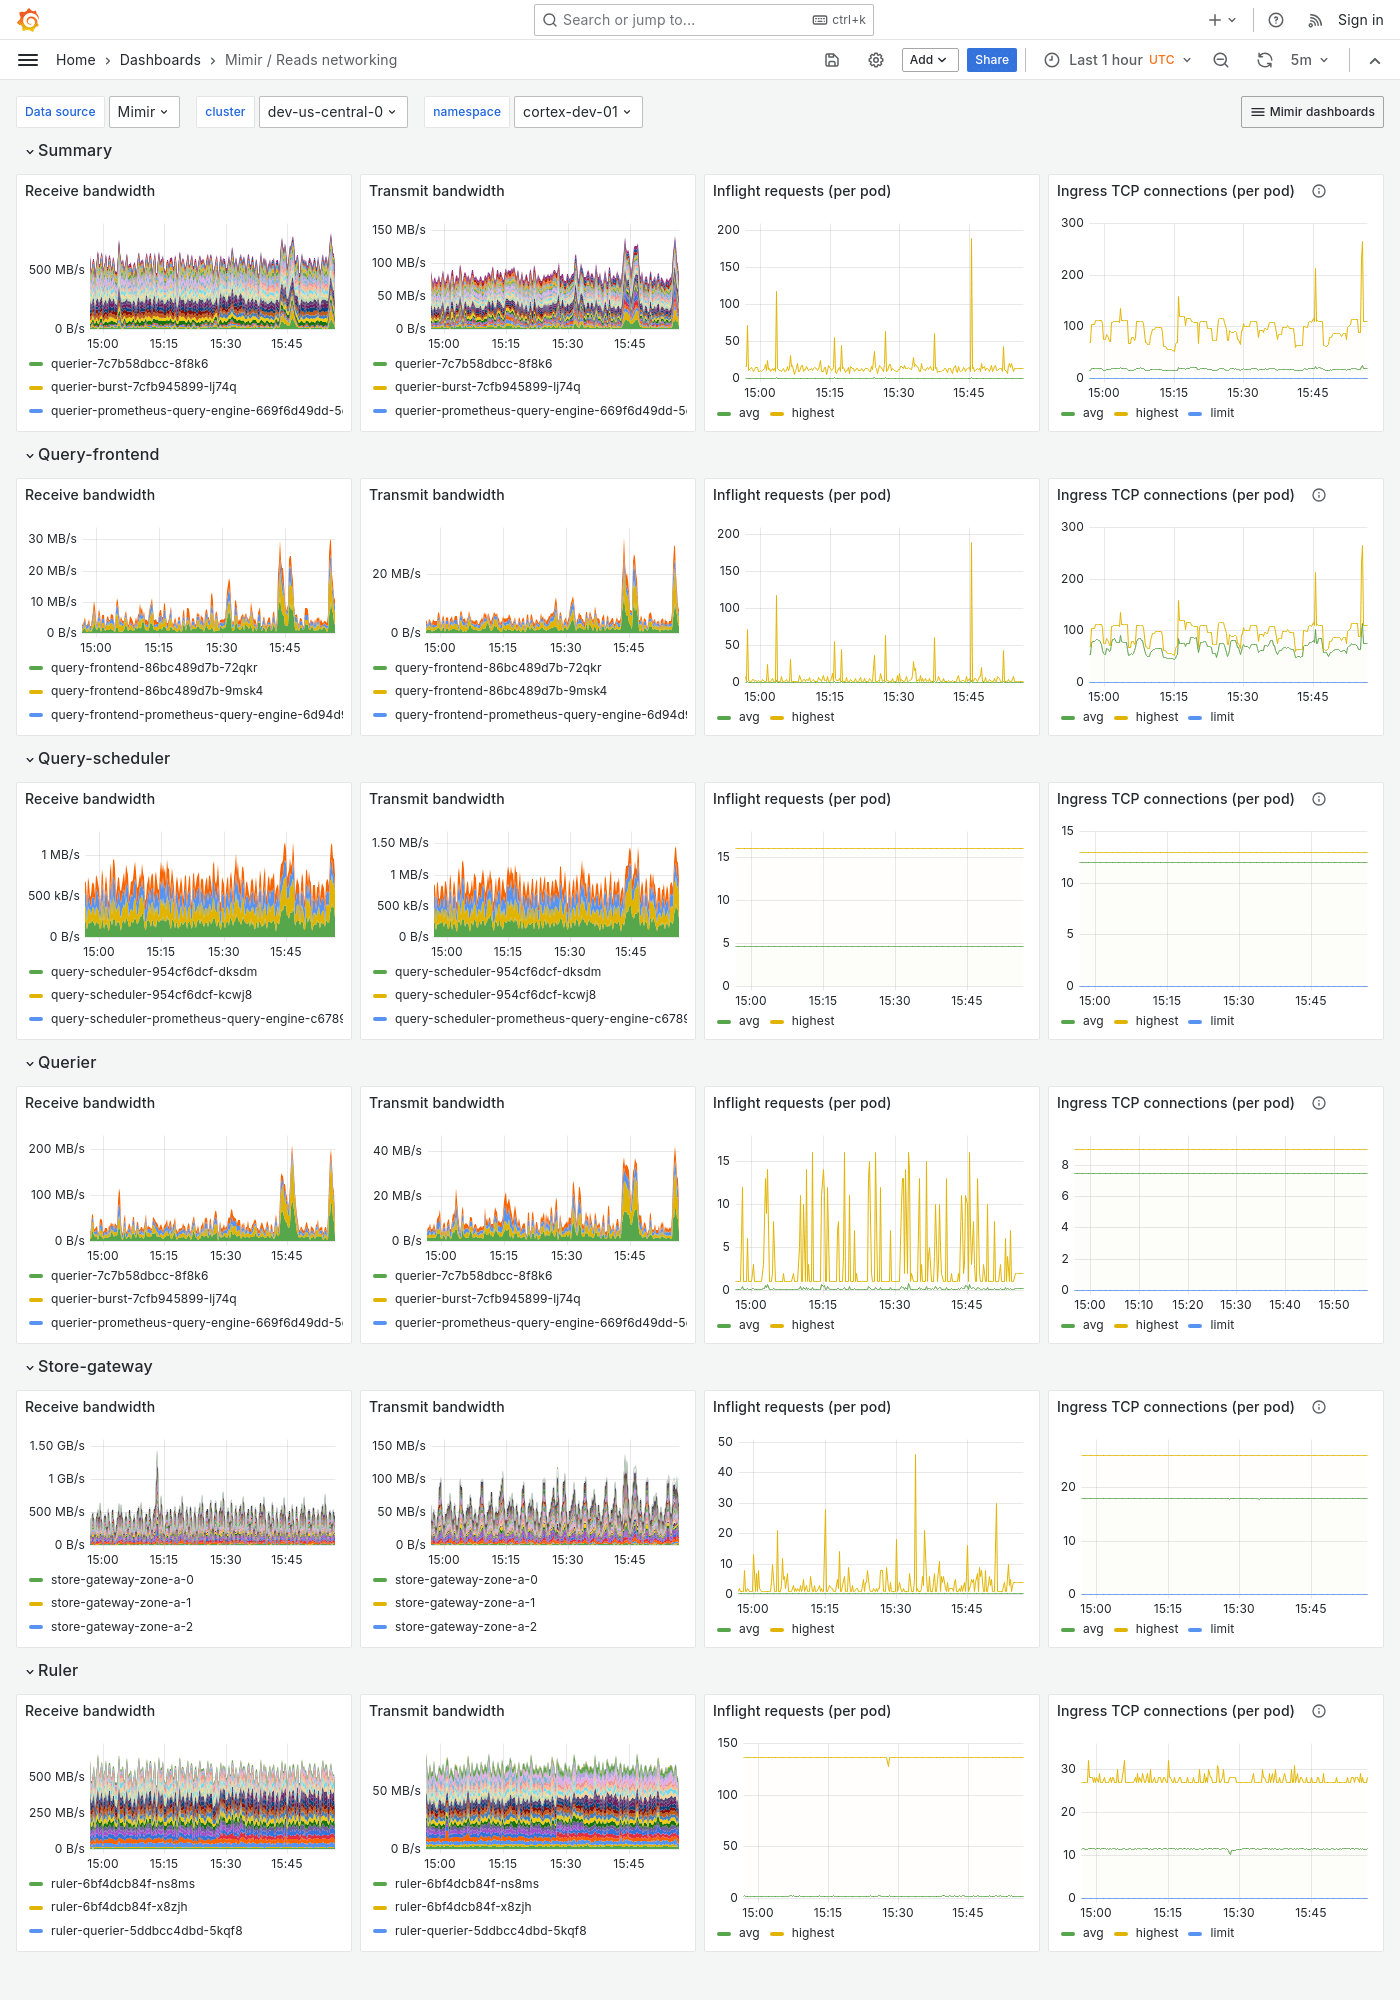 Search or jump to... ctrl+k Sign in
Home Dashboards Mimir / Reads networking Add Share Last 1 hour UTC 5m
Data source Mimir cluster dev-us-central-0 namespace cortex-dev-01 Mimir dashboards
Summary
Receive bandwidth
500 MB/s
0 B/s
15:00 15:15 15:30 15:45
querier-7c7b58dbcc-8f8k6
querier-burst-7cfb945899-lj74q
querier-prometheus-query-engine-669f6d49dd-5
Transmit bandwidth
150 MB/s
100 MB/s
50 MB/s
0 B/s
15:00 15:15 15:30 15:45
querier-7c7b58dbcc-8f8k6
querier-burst-7cfb945899-lj74q
querier-prometheus-query-engine-669f6d49dd-5
Inflight requests (per pod)
200
150
100
50
0
15:00 15:15 15:30 15:45
avg highest
Ingress TCP connections (per pod)
300
200
100
0
15:00 15:15 15:30 15:45
avg highest limit
Query-frontend
Receive bandwidth
30 MB/s
20 MB/s
10 MB/s
0 B/s
15:00 15:15 15:30 15:45
query-frontend-86bc489d7b-72qkr
query-frontend-86bc489d7b-9msk4
query-frontend-prometheus-query-engine-6d94d
Transmit bandwidth
20 MB/s
0 B/s
15:00 15:15 15:30 15:45
query-frontend-86bc489d7b-72qkr
query-frontend-86bc489d7b-9msk4
query-frontend-prometheus-query-engine-6d94d
Inflight requests (per pod)
200
150
100
50
0
15:00 15:15 15:30 15:45
avg highest
Ingress TCP connections (per pod)
300
200
100
0
15:00 15:15 15:30 15:45
avg highest limit
Query-scheduler
Receive bandwidth
1 MB/s
500 kB/s
0 B/s
15:00 15:15 15:30 15:45
query-scheduler-954cf6dcf-dksdm
query-scheduler-954cf6dcf-kcwj8
query-scheduler-prometheus-query-engine-c6789
Transmit bandwidth
1.50 MB/s
1 MB/s
500 kB/s
0 B/s
15:00 15:15 15:30 15:45
query-scheduler-954cf6dcf-dksdm
query-scheduler-954cf6dcf-kcwj8
query-scheduler-prometheus-query-engine-c6789
Inflight requests (per pod)
15
10
5
0
15:00 15:15 15:30 15:45
avg highest
Ingress TCP connections (per pod)
15
10
5
0
15:00 15:15 15:30 15:45
avg highest limit
Querier
Receive bandwidth
200 MB/s
100 MB/s
0 B/s
15:00 15:15 15:30 15:45
querier-7c7b58dbcc-8f8k6
querier-burst-7cfb945899-lj74q
querier-prometheus-query-engine-669f6d49dd-5
Transmit bandwidth
40 MB/s
20 MB/s
0 B/s
15:00 15:15 15:30 15:45
querier-7c7b58dbcc-8f8k6
querier-burst-7cfb945899-lj74q
querier-prometheus-query-engine-669f6d49dd-5
Inflight requests (per pod)
15
10
5
0
15:00 15:15 15:30 15:45
avg highest
Ingress TCP connections (per pod)
8
6
4
2
0
15:00 15:10 15:20 15:30 15:40 15:50
avg highest limit
Store-gateway
Receive bandwidth
1.50 GB/s
1 GB/s
500 MB/s
0 B/s
15:00 15:15 15:30 15:45
store-gateway-zone-a-0
store-gateway-zone-a-1
store-gateway-zone-a-2
Transmit bandwidth
150 MB/s
100 MB/s
50 MB/s
0 B/s
15:00 15:15 15:30 15:45
store-gateway-zone-a-0
store-gateway-zone-a-1
store-gateway-zone-a-2
Inflight requests (per pod)
50
40
30
20
10
0
15:00 15:15 15:30 15:45
avg highest
Ingress TCP connections (per pod)
20
10
0
15:00 15:15 15:30 15:45
avg highest limit
Ruler
Receive bandwidth
500 MB/s
250 MB/s
0 B/s
15:00 15:15 15:30 15:45
ruler-6bf4dcb84f-ns8ms
ruler-6bf4dcb84f-x8zjh
ruler-querier-5ddbcc4dbd-5kqf8
Transmit bandwidth
50 MB/s
0 B/s
15:00 15:15 15:30 15:45
ruler-6bf4dcb84f-ns8ms
ruler-6bf4dcb84f-x8zjh
ruler-querier-5ddbcc4dbd-5kqf8
Inflight requests (per pod)
150
100
50
0
15:00 15:15 15:30 15:45
avg highest
Ingress TCP connections (per pod)
30
20
10
0
15:00 15:15 15:30 15:45
avg highest limit